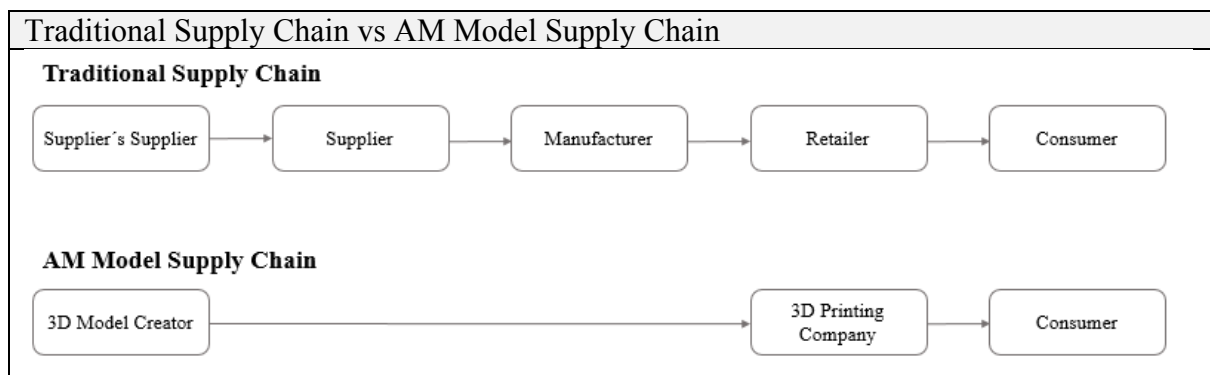 Traditional Supply Chain vs AM Model Supply Chain
Traditional Supply Chain
Supplier´s Supplier
Supplier
Manufacturer
Retailer
Consumer
AM Model Supply Chain
3D Model Creator
3D Printing
Company
Consumer